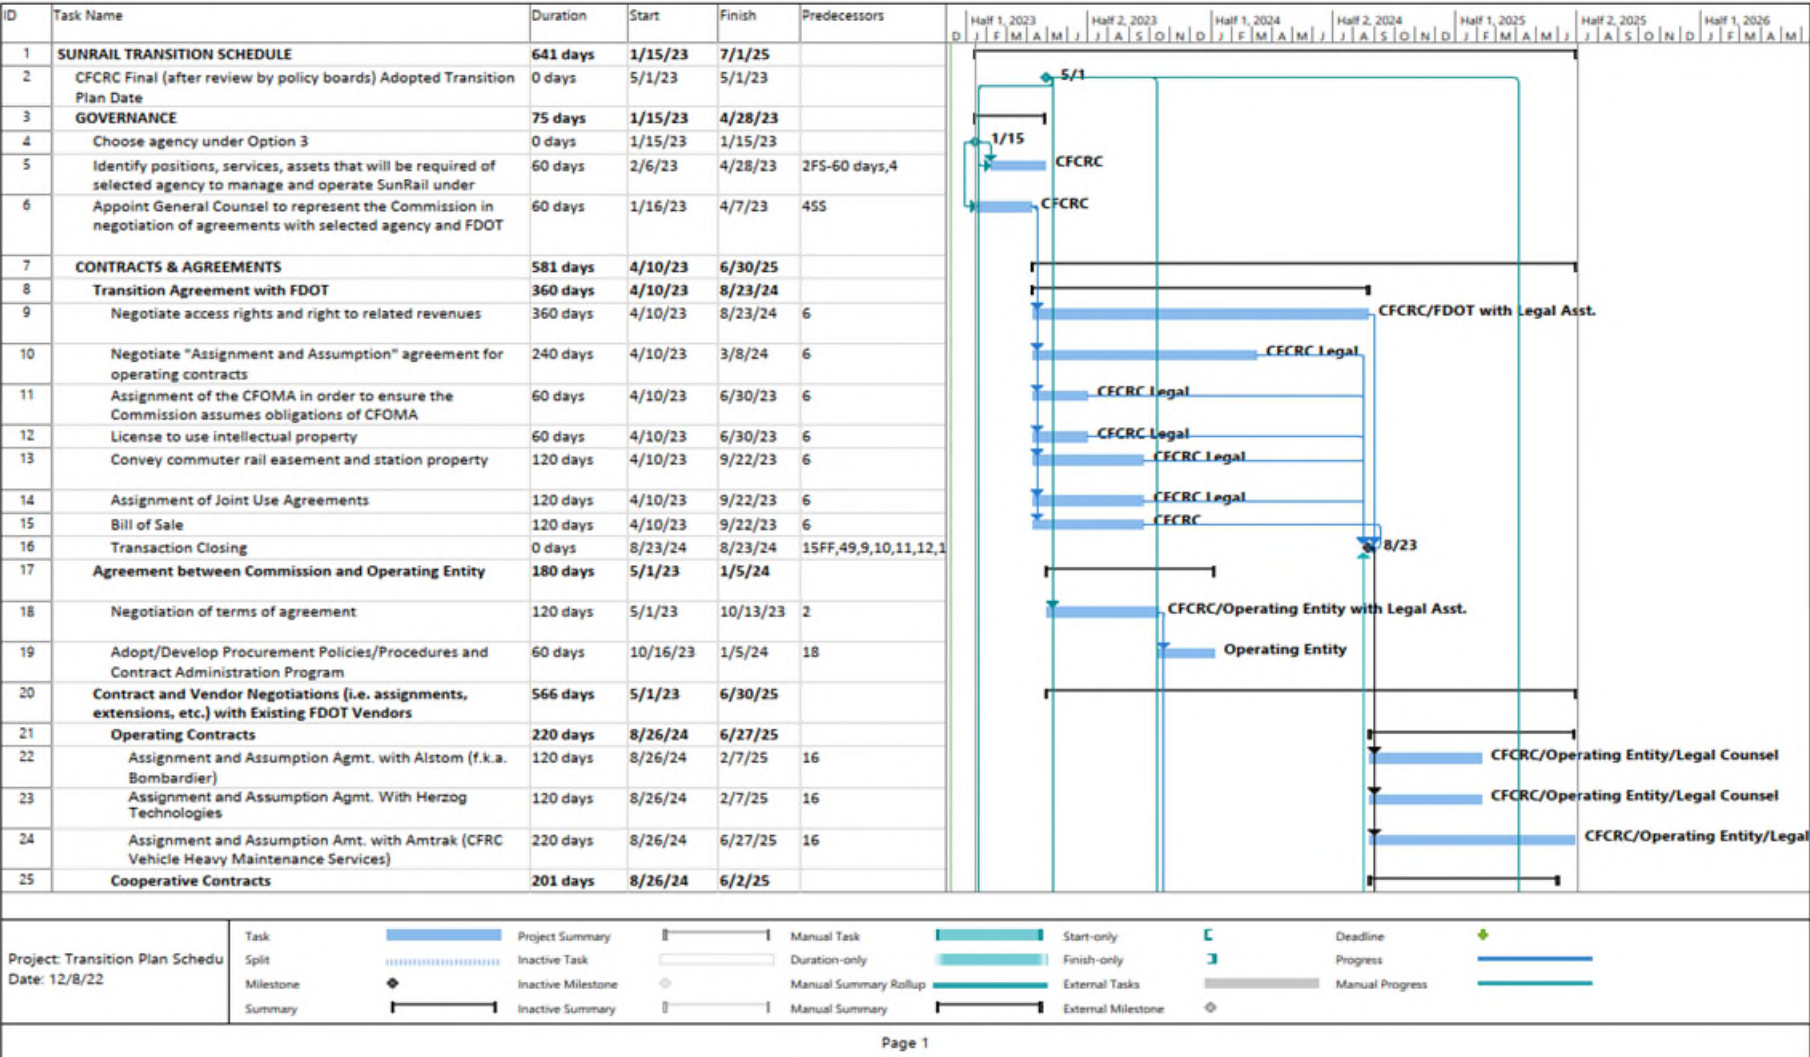 ID Task Name Duration Start Finish Predecessors
Half 1, 2023 Half 2, 2023 Half 1, 2024 Half 2, 2024 Half 1, 2025 Half 2, 2025 Half 1, 2026
D J F M A M J J A S O N D J F M A M J J A S O N D J F M A M J J A S O N D J F M A M
1 SUNRAIL TRANSITION SCHEDULE 641 days 1/15/23 7/1/25
2 CFCRC Final (after review by policy boards) Adopted Transition 0 days 5/1/23 5/1/23 5/1
Plan Date
3 GOVERNANCE 75 days 1/15/23 4/28/23
4 Choose agency under Option 3 0 days 1/15/23 1/15/23 1/15
5 Identify positions, services, assets that will be required of 60 days 2/6/23 4/28/23 2FS-60 days,4 CFCRC
selected agency to manage and operate SunRail under
6 Appoint General Counsel to represent the Commission in 60 days 1/16/23 4/7/23 4SS CFCRC
negotiation of agreements with selected agency and FDOT
7 CONTRACTS & AGREEMENTS 581 days 4/10/23 6/30/25
8 Transition Agreement with FDOT 360 days 4/10/23 8/23/24
9 Negotiate access rights and right to related revenues 360 days 4/10/23 8/23/24 6 CFCRC/FDOT with Legal Asst.
10 Negotiate "Assignment and Assumption" agreement for 240 days 4/10/23 3/8/24 6 CFCRC Legal
operating contracts
11 Assignment of the CFOMA in order to ensure the 60 days 4/10/23 6/30/23 6 CFCRC Legal
Commission assumes obligations of CFOMA
12 License to use intellectual property 60 days 4/10/23 6/30/23 6 CFCRC Legal
13 Convey commuter rail easement and station property 120 days 4/10/23 9/22/23 6 CFCRC Legal
14 Assignment of Joint Use Agreements 120 days 4/10/23 9/22/23 6 CFCRC Legal
15 Bill of Sale 120 days 4/10/23 9/22/23 6 CFCRC
16 Transaction Closing 0 days 8/23/24 8/23/24 15FF,49,9,10,11,12,1 8/23
17 Agreement between Commission and Operating Entity 180 days 5/1/23 1/5/24
18 Negotiation of terms of agreement 120 days 5/1/23 10/13/23 2 CFCRC/Operating Entity with Legal Asst.
19 Adopt/Develop Procurement Policies/Procedures and 60 days 10/16/23 1/5/24 18 Operating Entity
Contract Administration Program
20 Contract and Vendor Negotiations (i.e. assignments, 566 days 5/1/23 6/30/25
extensions, etc.) with Existing FDOT Vendors
21 Operating Contracts 220 days 8/26/24 6/27/25
22 Assignment and Assumption Agmt. with Alstom (f.k.a. 120 days 8/26/24 2/7/25 16 CFCRC/Operating Entity/Legal Counsel
Bombardier)
23 Assignment and Assumption Agmt. With Herzog 120 days 8/26/24 2/7/25 16 CFCRC/Operating Entity/Legal Counsel
Technologies
24 Assignment and Assumption Amt. with Amtrak (CFRC 220 days 8/26/24 6/27/25 16 CFCRC/Operating Entity/Legal
Vehicle Heavy Maintenance Services)
25 Cooperative Contracts 201 days 8/26/24 6/2/25
Project: Transition Plan Schedu
Date: 12/8/22
Task Project Summary Manual Task Start-only Deadline
Split Inactive Task Duration-only Finish-only Progress
Milestone Inactive Milestone Manual Summary Rollup External Tasks Manual Progress
Summary Inactive Summary Manual Summary External Milestone
Page 1